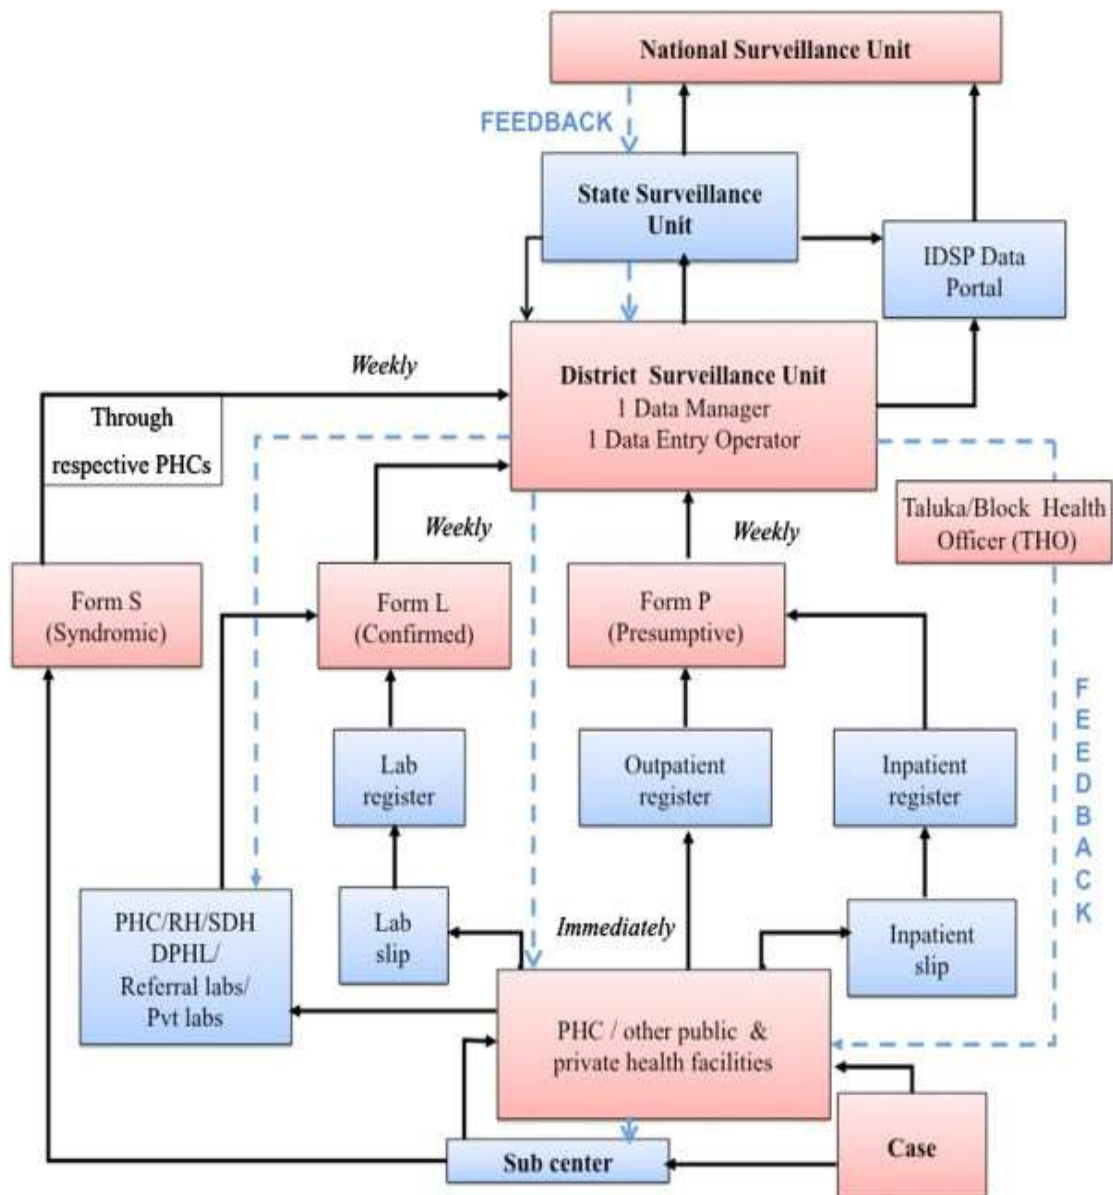 National Surveillance Unit
FEEDBACK
State Surveillance
Unit
IDSP Data
Portal
Weekly
District Surveillance Unit
1 Data Manager
1 Data Entry Operator
Through
respective PHCs
Taluka/Block Health
Officer (THO)
Weekly
Weekly
Form S
(Syndromic)
Form L
(Confirmed)
Form P
(Presumptive)
FEEDBACK
Lab
register
Outpatient
register
Inpatient
register
PHC/RH/SDH
DPHL/
Referral labs/
Pvt labs
Lab
slip
Immediately
Inpatient
slip
PHC / other public &
private health facilities
Sub center
Case